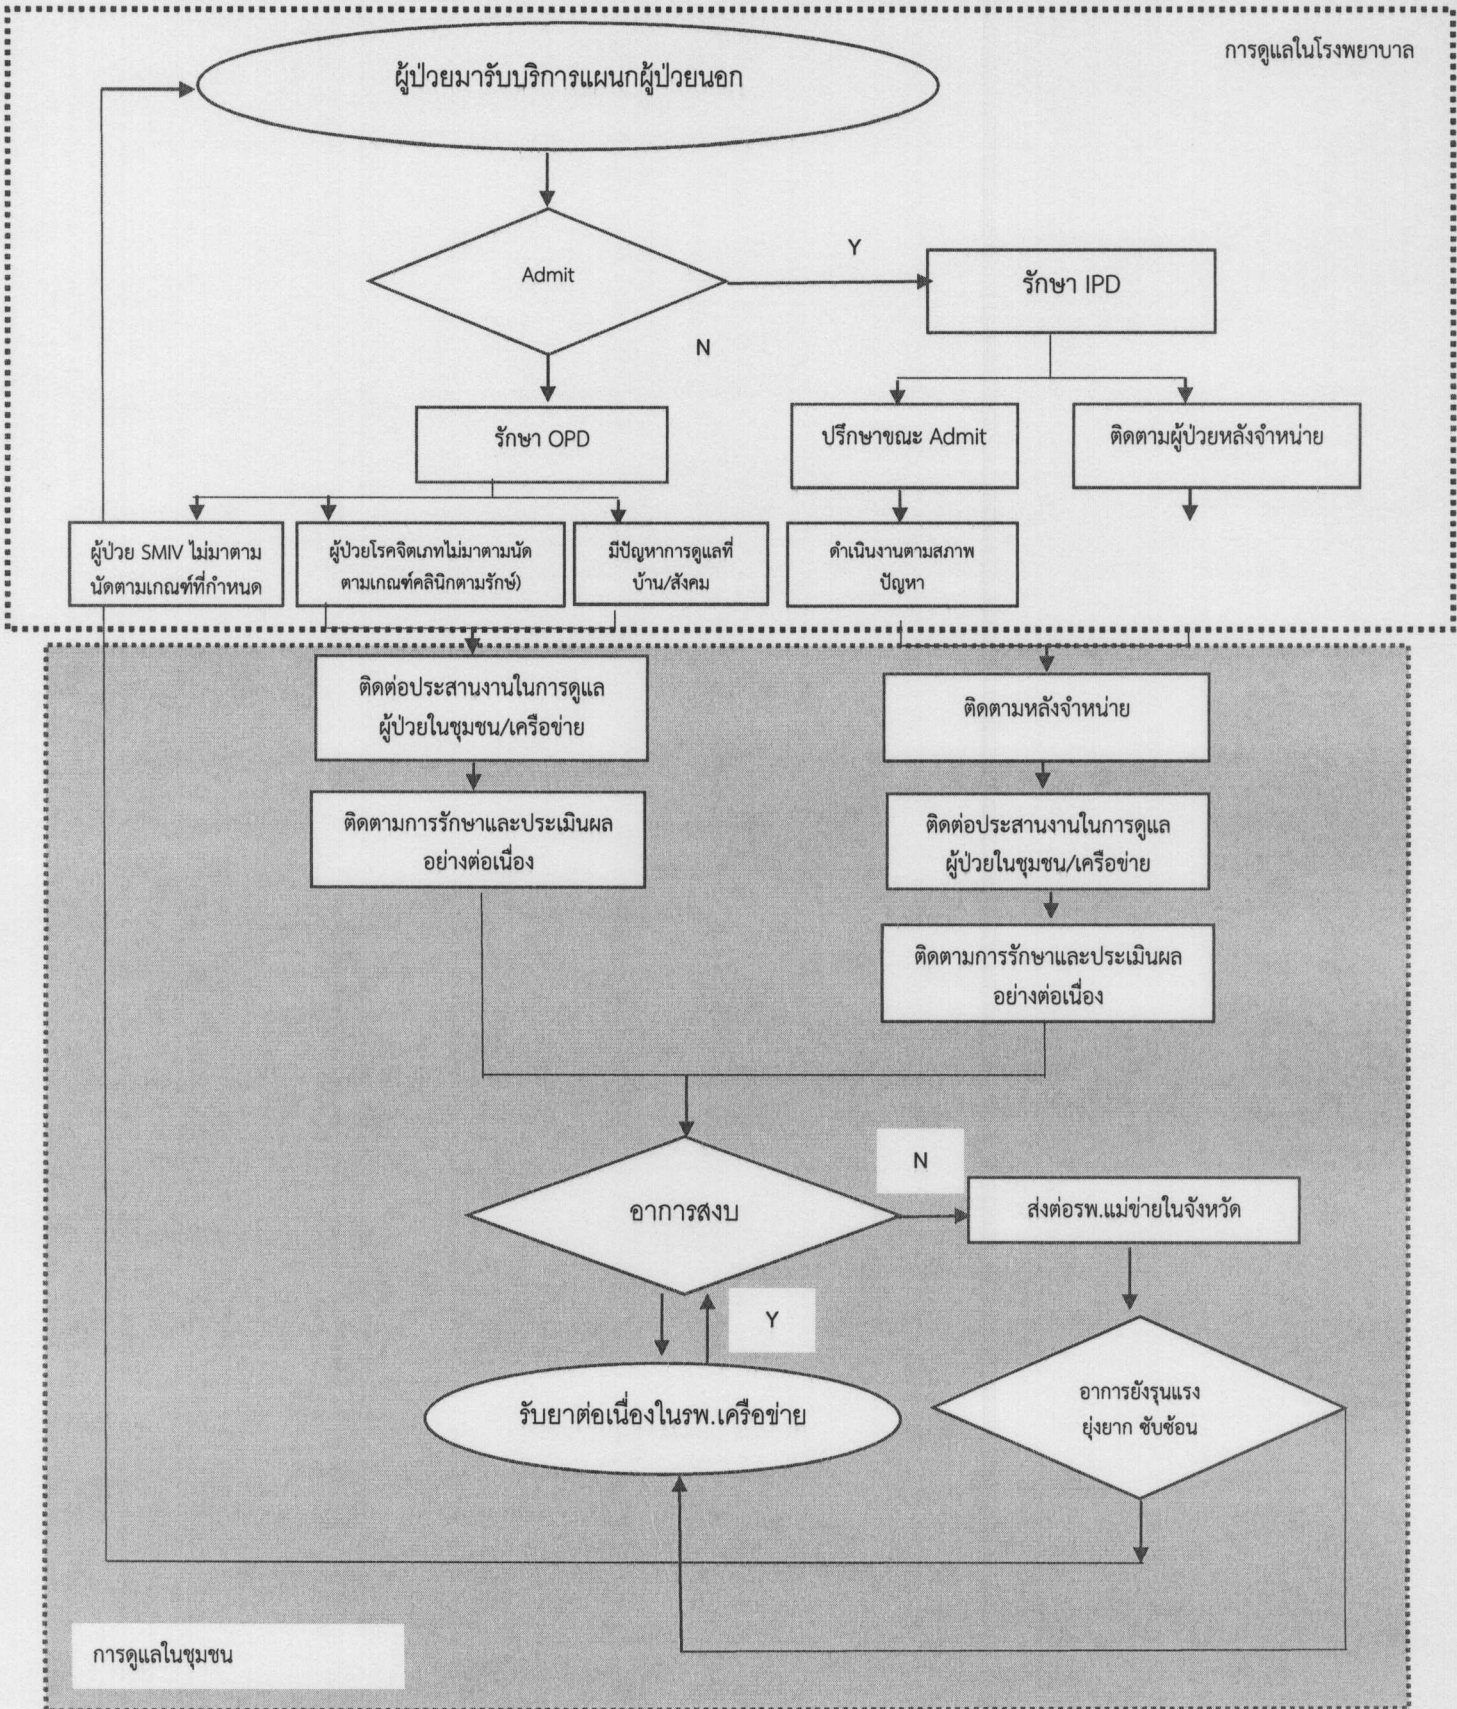 การดูแลในโรงพยาบาล
ผู้ป่วยมารับบริการแผนกผู้ป่วยนอก
Admit
Y
รักษา IPD
N
รักษา OPD
ปรึกษาขณะ Admit
ติดตามผู้ป่วยหลังจำหน่าย
ผู้ป่วย SMIV ไม่มาตาม
นัดตามเกณฑ์ที่กำหนด
ผู้ป่วยโรคจิตเภทไม่มาตามนัด
ตามเกณฑ์คลินิกตามรักษ์)
มีปัญหาการดูแลที่
บ้าน/สังคม
ดำเนินงานตามสภาพ
ปัญหา
ติดต่อประสานงานในการดูแล
ผู้ป่วยในชุมชน/เครือข่าย
ติดตามหลังจำหน่าย
ติดตามการรักษาและประเมินผล
อย่างต่อเนื่อง
ติดต่อประสานงานในการดูแล
ผู้ป่วยในชุมชน/เครือข่าย
ติดตามการรักษาและประเมินผล
อย่างต่อเนื่อง
อาการสงบ
N
ส่งต่อรพ.แม่ข่ายในจังหวัด
Y
รับยาต่อเนื่องในรพ.เครือข่าย
อาการยังรุนแรง
ยุ่งยาก ซับซ้อน
การดูแลในชุมชน